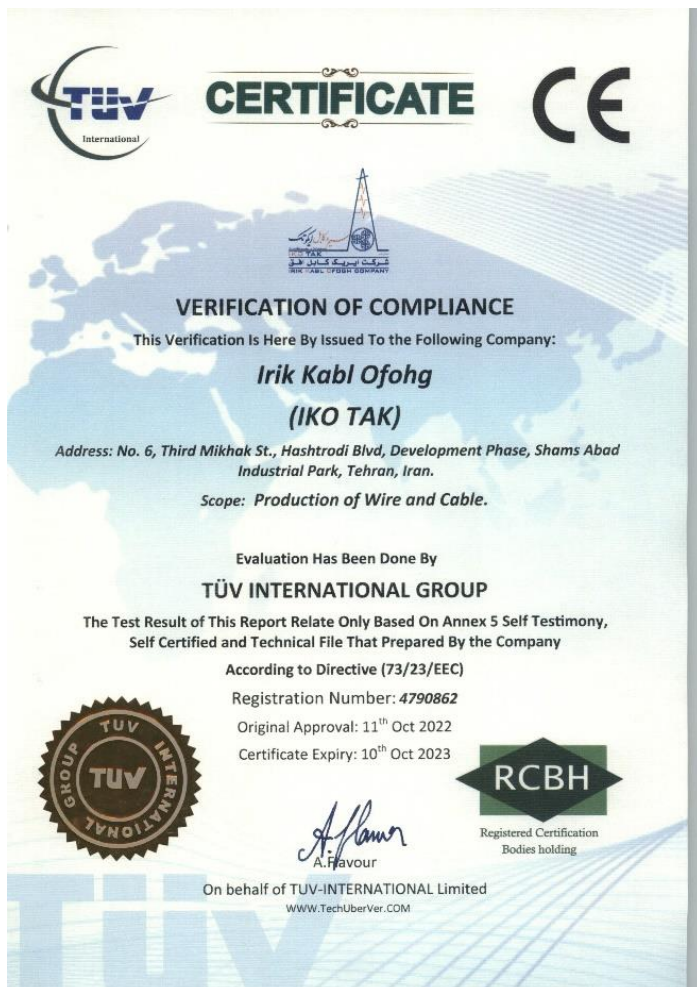 TÜV
International
CERTIFICATE
CE
IKO TAK
شرکت ایریک کابل افق
IRIK KABL OFOGH COMPANY
VERIFICATION OF COMPLIANCE
This Verification Is Here By Issued To the Following Company:
Irik Kabl Ofohg
(IKO TAK)
Address: No. 6, Third Mikhak St., Hashtrodi Blvd, Development Phase, Shams Abad
Industrial Park, Tehran, Iran.
Scope: Production of Wire and Cable.
Evaluation Has Been Done By
TÜV INTERNATIONAL GROUP
The Test Result of This Report Relate Only Based On Annex 5 Self Testimony,
Self Certified and Technical File That Prepared By the Company
According to Directive (73/23/EEC)
Registration Number: 4790862
Original Approval: 11th Oct 2022
Certificate Expiry: 10th Oct 2023
TUV INTERNATIONAL GROUP
TUV
RCBH
Registered Certification
Bodies holding
A.Flavour
On behalf of TUV-INTERNATIONAL Limited
WWW.TechUberVer.COM
TÜV